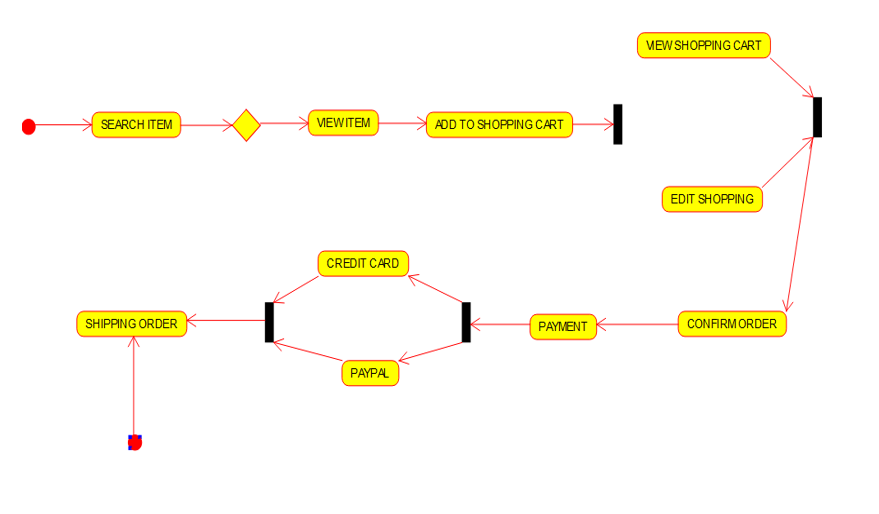 VIEW SHOPPING CART
SEARCH ITEM
VIEW ITEM
ADD TO SHOPPING CART
EDIT SHOPPING
CREDIT CARD
SHIPPING ORDER
PAYMENT
CONFIRM ORDER
PAYPAL